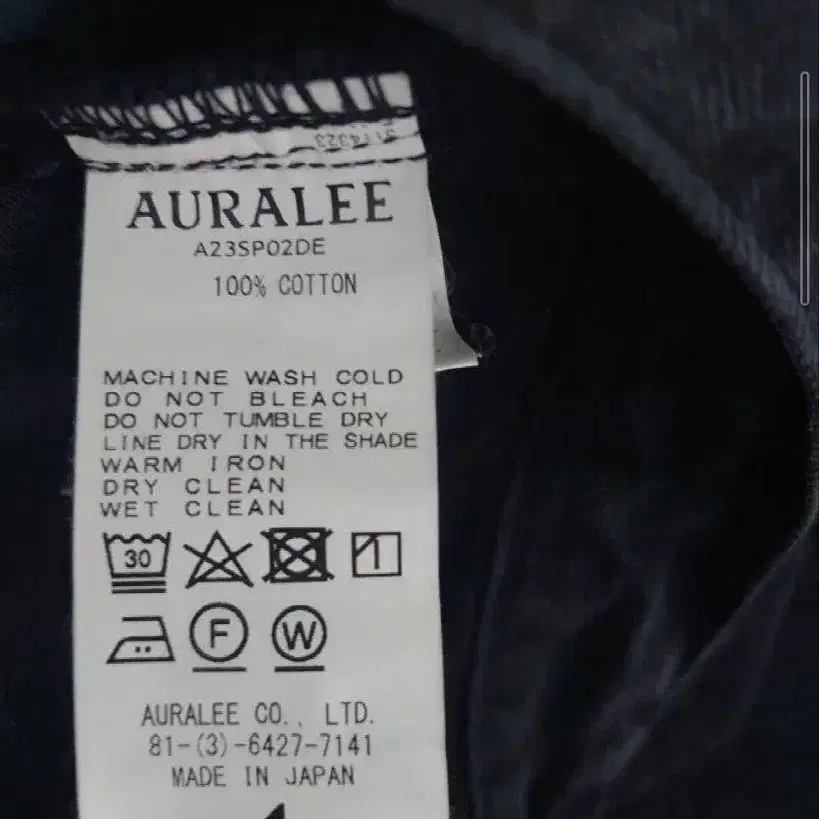 AURALEE
A23SP02DE
100% COTTON
MACHINE WASH COLD
DO NOT BLEACH
DO NOT TUMBLE DRY
LINE DRY IN THE SHADE
WARM IRON
DRY CLEAN
WET CLEAN
30
F W
AURALEE CO., LTD.
81-(3)-6427-7141
MADE IN JAPAN